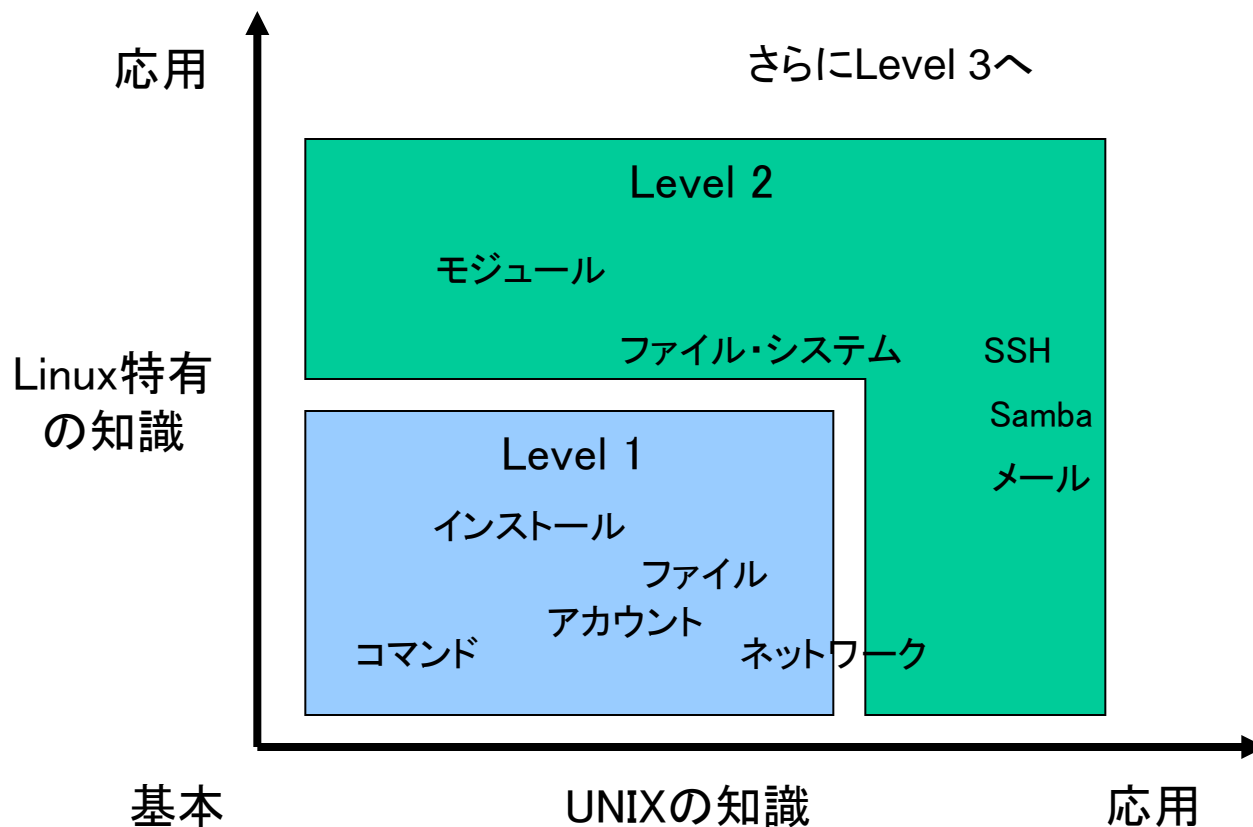 応用
さらにLevel 3へ
Level 2
モジュール
ファイル・システム
SSH
Linux特有
の知識
Samba
メール
Level 1
インストール
ファイル
アカウント
コマンド
ネットワーク
基本
UNIXの知識
応用